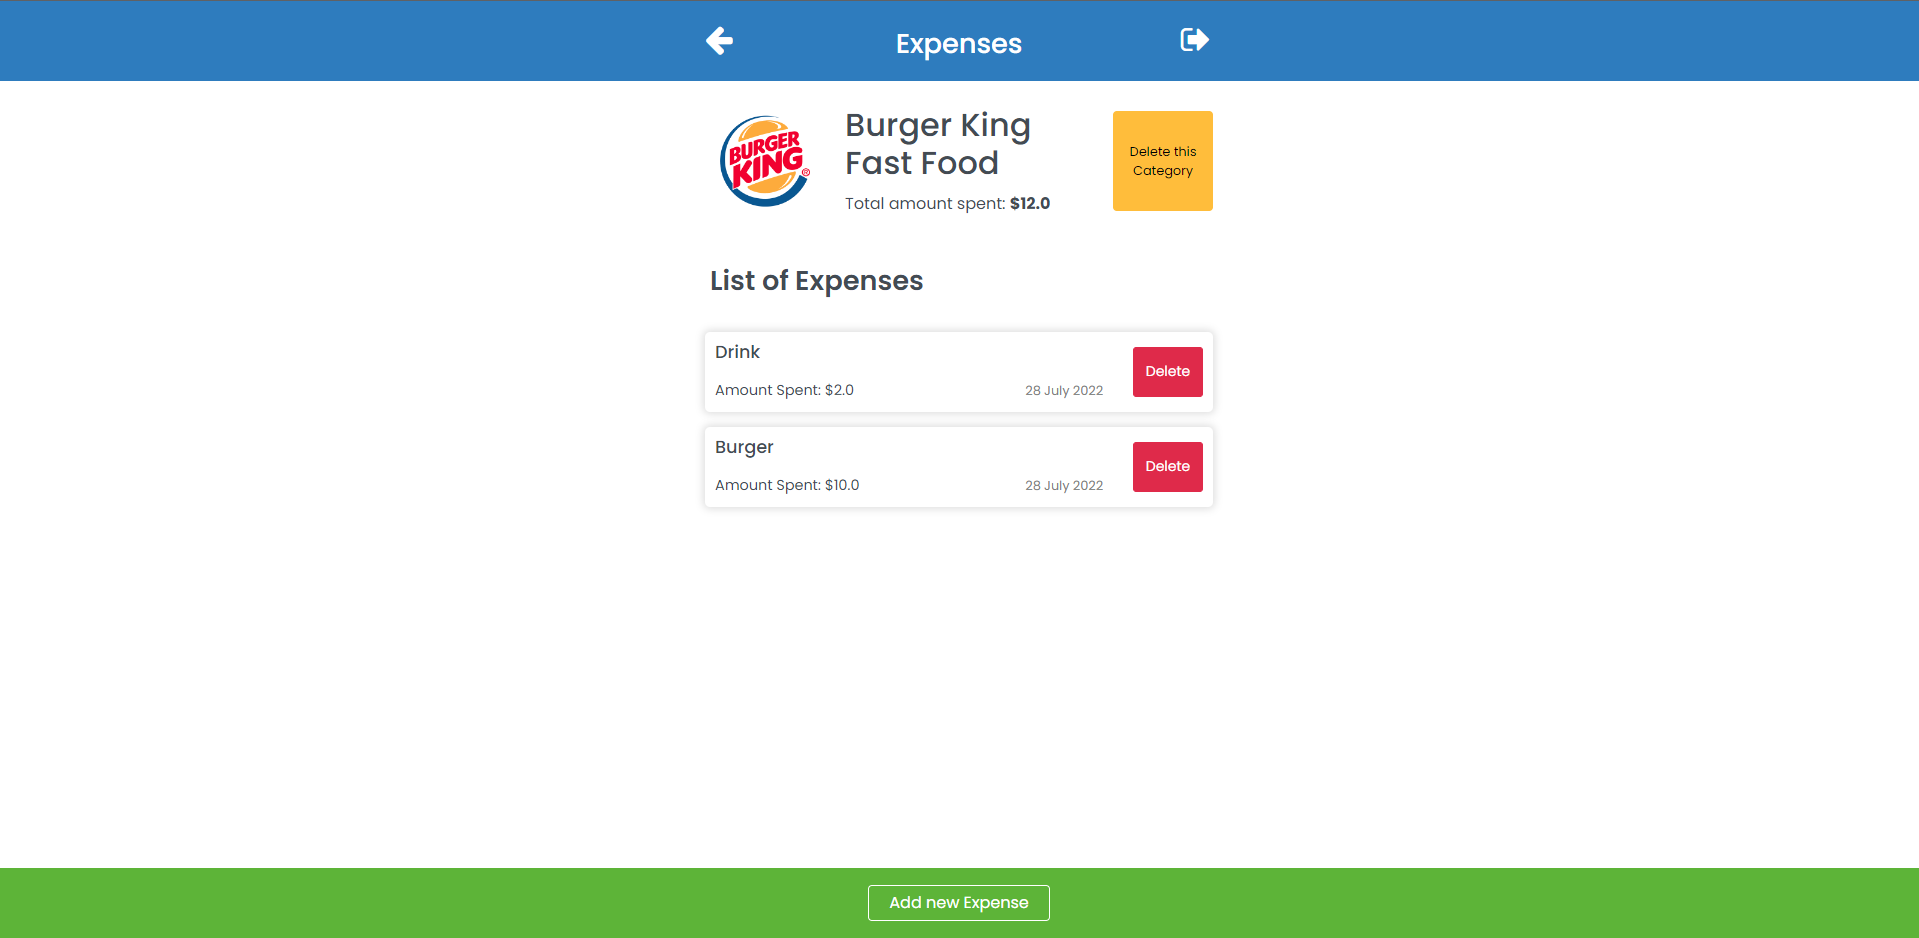 Expenses
BURGER
KING
®
Burger King
Fast Food
Total amount spent: $12.0
Delete this
Category
List of Expenses
Drink
Amount Spent: $2.0
28 July 2022
Delete
Burger
Amount Spent: $10.0
28 July 2022
Delete
Add new Expense